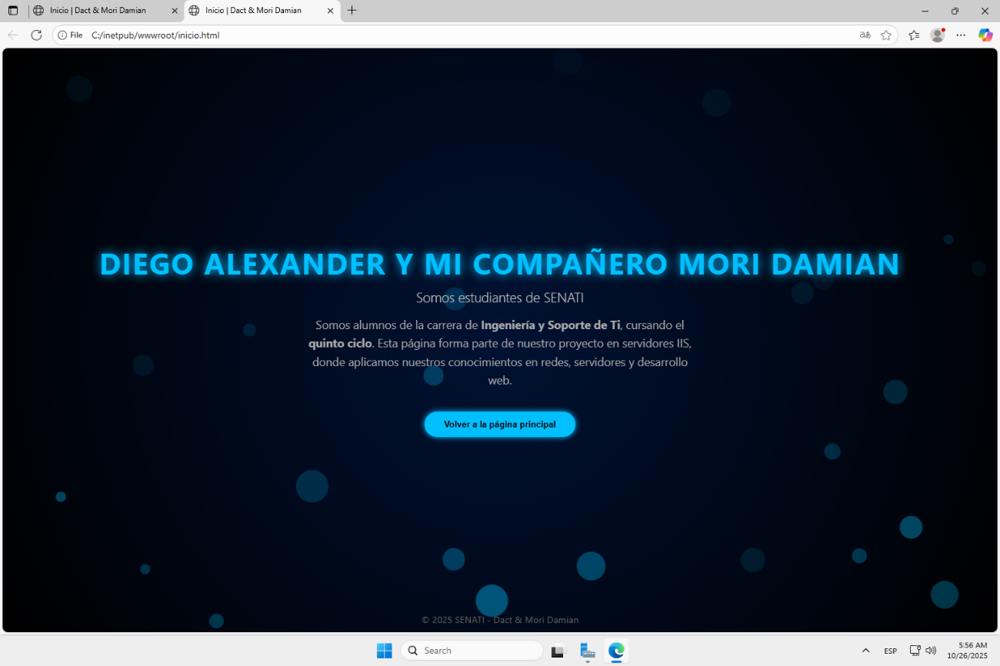 Inicio | Dact & Mori Damian
Inicio | Dact & Mori Damian
File
C:/inetpub/wwwroot/inicio.html
DIEGO ALEXANDER Y MI COMPAÑERO MORI DAMIAN
Somos estudiantes de SENATI
Somos alumnos de la carrera de Ingeniería y Soporte de Ti, cursando el
quinto ciclo. Esta página forma parte de nuestro proyecto en servidores IIS,
donde aplicamos nuestros conocimientos en redes, servidores y desarrollo
web.
Volver a la página principal
© 2025 SENATI - Dact & Mori Damian
Search
ESP
5:56 AM
10/26/2025